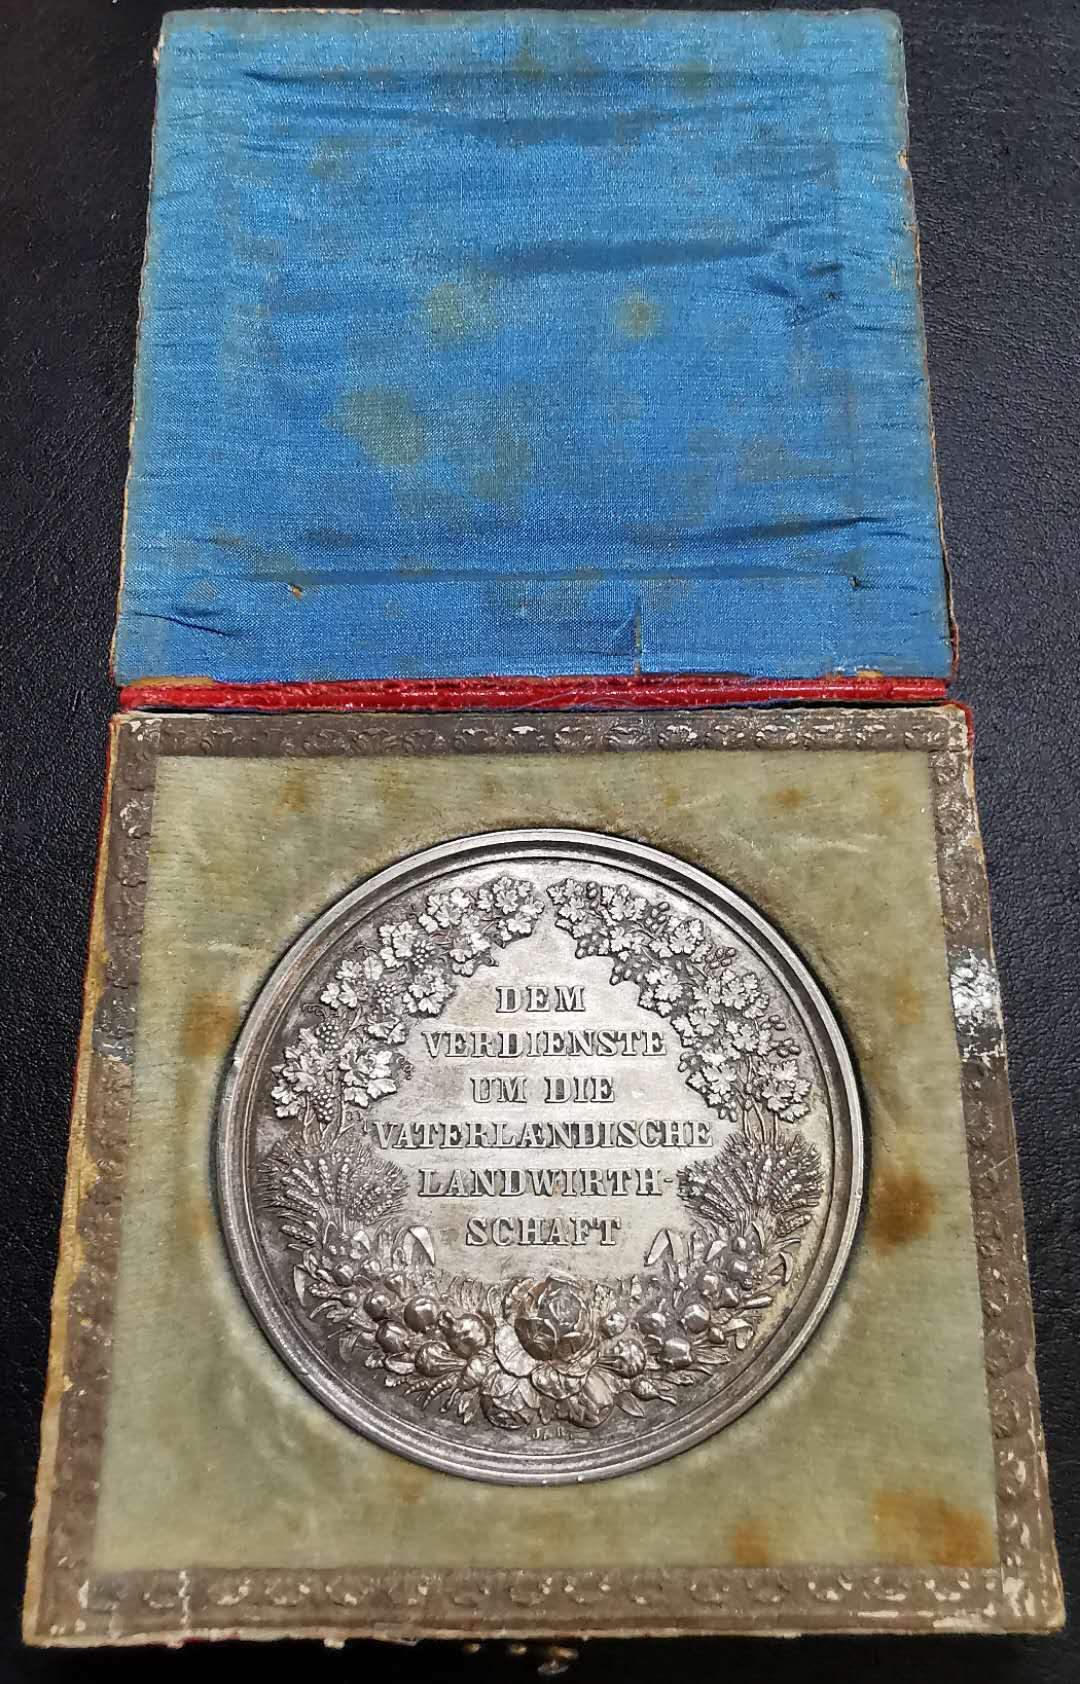 DEM
VERDIENSTE
UM DIE
VATERLÆNDISCHE
LANDWIRTH-
SCHAFT
J. R.